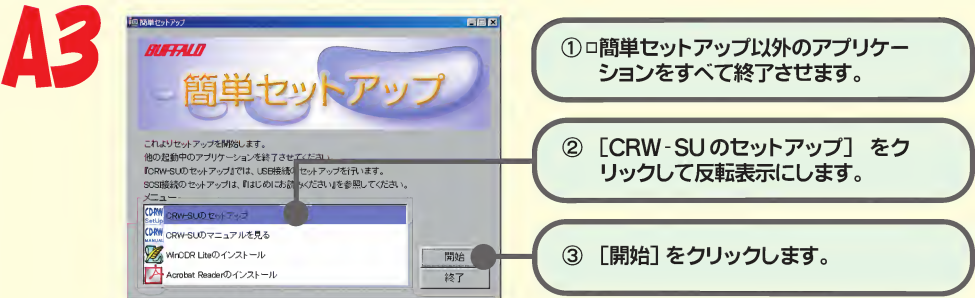 A3
簡単セットアップ
BUFFALO
簡単セットアップ
これよりセットアップを開始します。
他の起動中のアプリケーションを終了させてください。
『CRW-SUのセットアップ』では、USB接続のセットアップを行います。
SCSI接続のセットアップは、『はじめにお読みください』を参照してください。
メニュー
CD-RW SetUp CRW-SUのセットアップ
CD-RW MANUAL CRW-SUのマニュアルを見る
WinCDR Liteのインストール
Acrobat Readerのインストール
開始
終了
①□簡単セットアップ以外のアプリケー
ションをすべて終了させます。
② [CRW-SUのセットアップ] をク
リックして反転表示にします。
③ [開始] をクリックします。